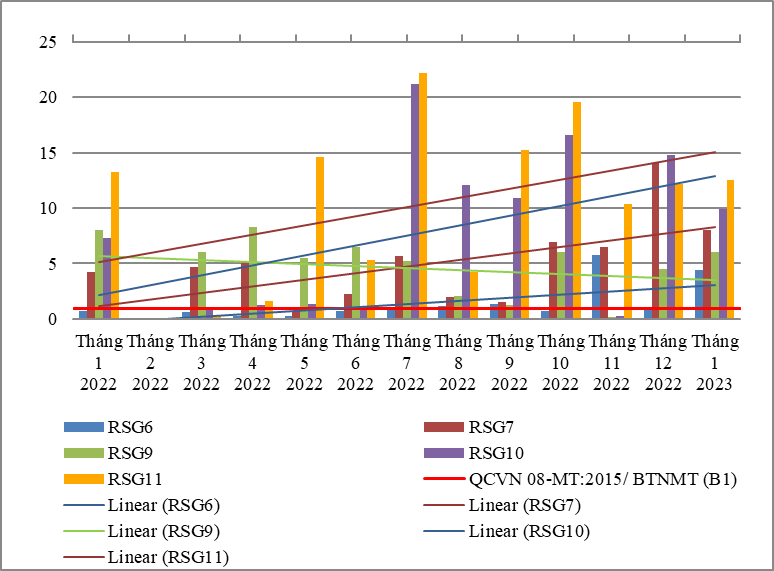 25
20
15
10
5
0
Tháng Tháng Tháng Tháng Tháng Tháng Tháng Tháng Tháng Tháng Tháng Tháng Tháng
1 2 3 4 5 6 7 8 9 10 11 12 1
2022 2022 2022 2022 2022 2022 2022 2022 2022 2022 2022 2022 2023
RSG6 RSG7
RSG9 RSG10
RSG11 QCVN 08-MT:2015/ BTNMT (B1)
Linear (RSG6) Linear (RSG7)
Linear (RSG9) Linear (RSG10)
Linear (RSG11)